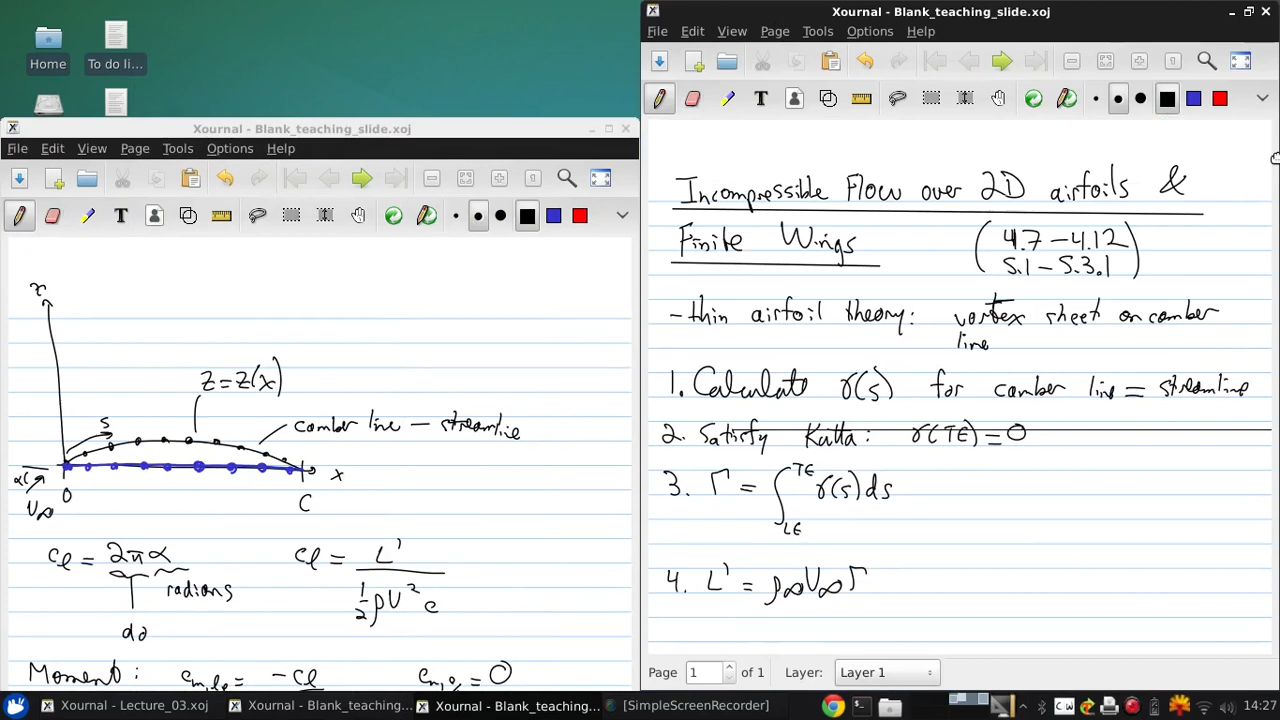 Home
To do li...
Xournal - Blank_teaching_slide.xoj
File Edit View Page Tools Options Help
Z = Z(x)
s
camber line – streamline
x
0
C
V∞
cl = 2πα
radians
cl = L' / ½ρV²c
Moment : cm,le = -cl
= 0
Xournal - Blank_teaching_slide.xoj
File Edit View Page Tools Options Help
Incompressible Flow over 2D airfoils &
Finite Wings (4.7 – 4.12
5.1 – 5.3.1)
- thin airfoil theory: vortex sheet on camber
line
1. Calculate γ(s) for camber line = streamline
2. Satisfy Kutta: γ(TE) = 0
3. Γ = ∫ LE TE γ(s) ds
4. L' = ρ∞V∞Γ
Page 1 of 1 Layer: Layer 1
Xournal - Lecture_03.xoj
Xournal - Blank_teaching...
Xournal - Blank_teaching...
[SimpleScreenRecorder]
14:27